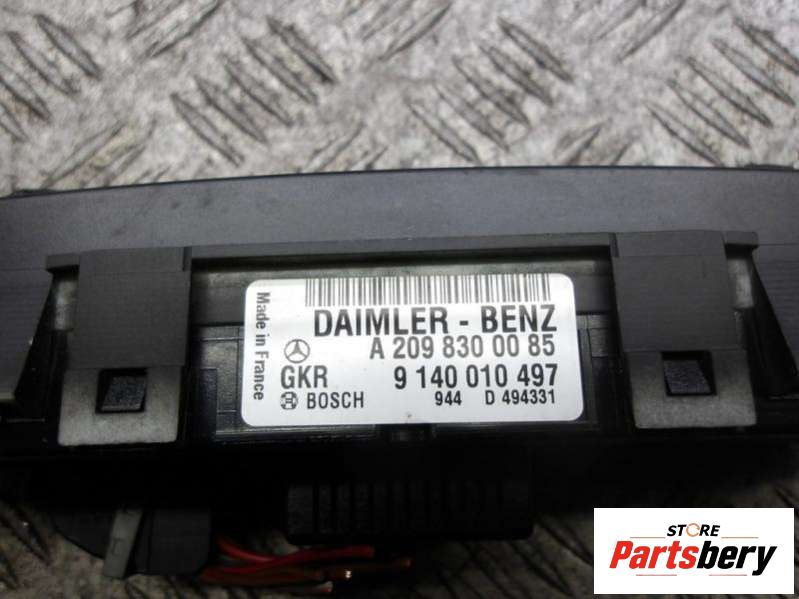 Made in France
DAIMLER - BENZ
A 209 830 00 85
GKR 9 140 010 497
BOSCH 944 D 494331
STORE
Partsbery